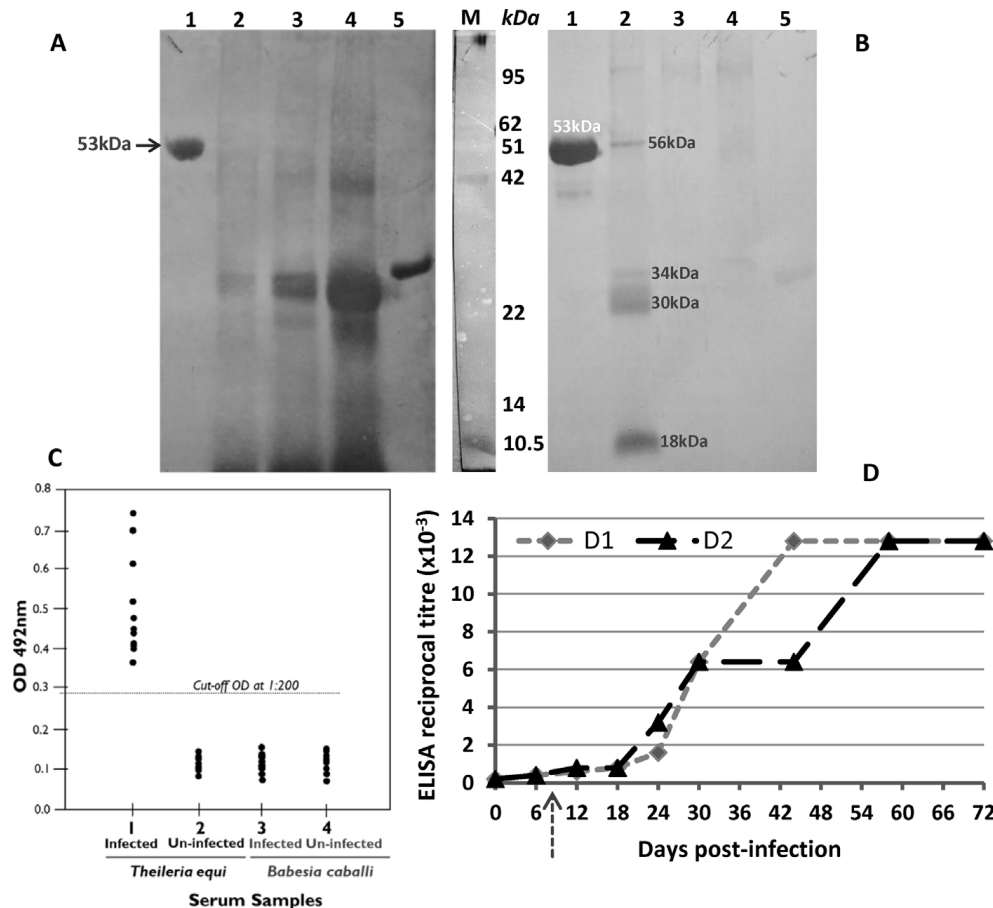 A
1 2 3 4 5
M
kDa
1 2 3 4 5
B
53kDa
95
62
51
42
22
14
10.5
53kDa
56kDa
34kDa
30kDa
18kDa
C
0.8
0.7
0.6
0.5
0.4
0.3
0.2
0.1
0.0
OD 492nm
Cut-off OD at 1:200
1 2 3 4
Infected Un-infected Infected Un-infected
Theileria equi Babesia caballi
Serum Samples
D
ELISA reciprocal titre (x10-3)
14
12
10
8
6
4
2
0
D1 D2
0 6 12 18 24 30 36 42 48 54 60 66 72
Days post-infection